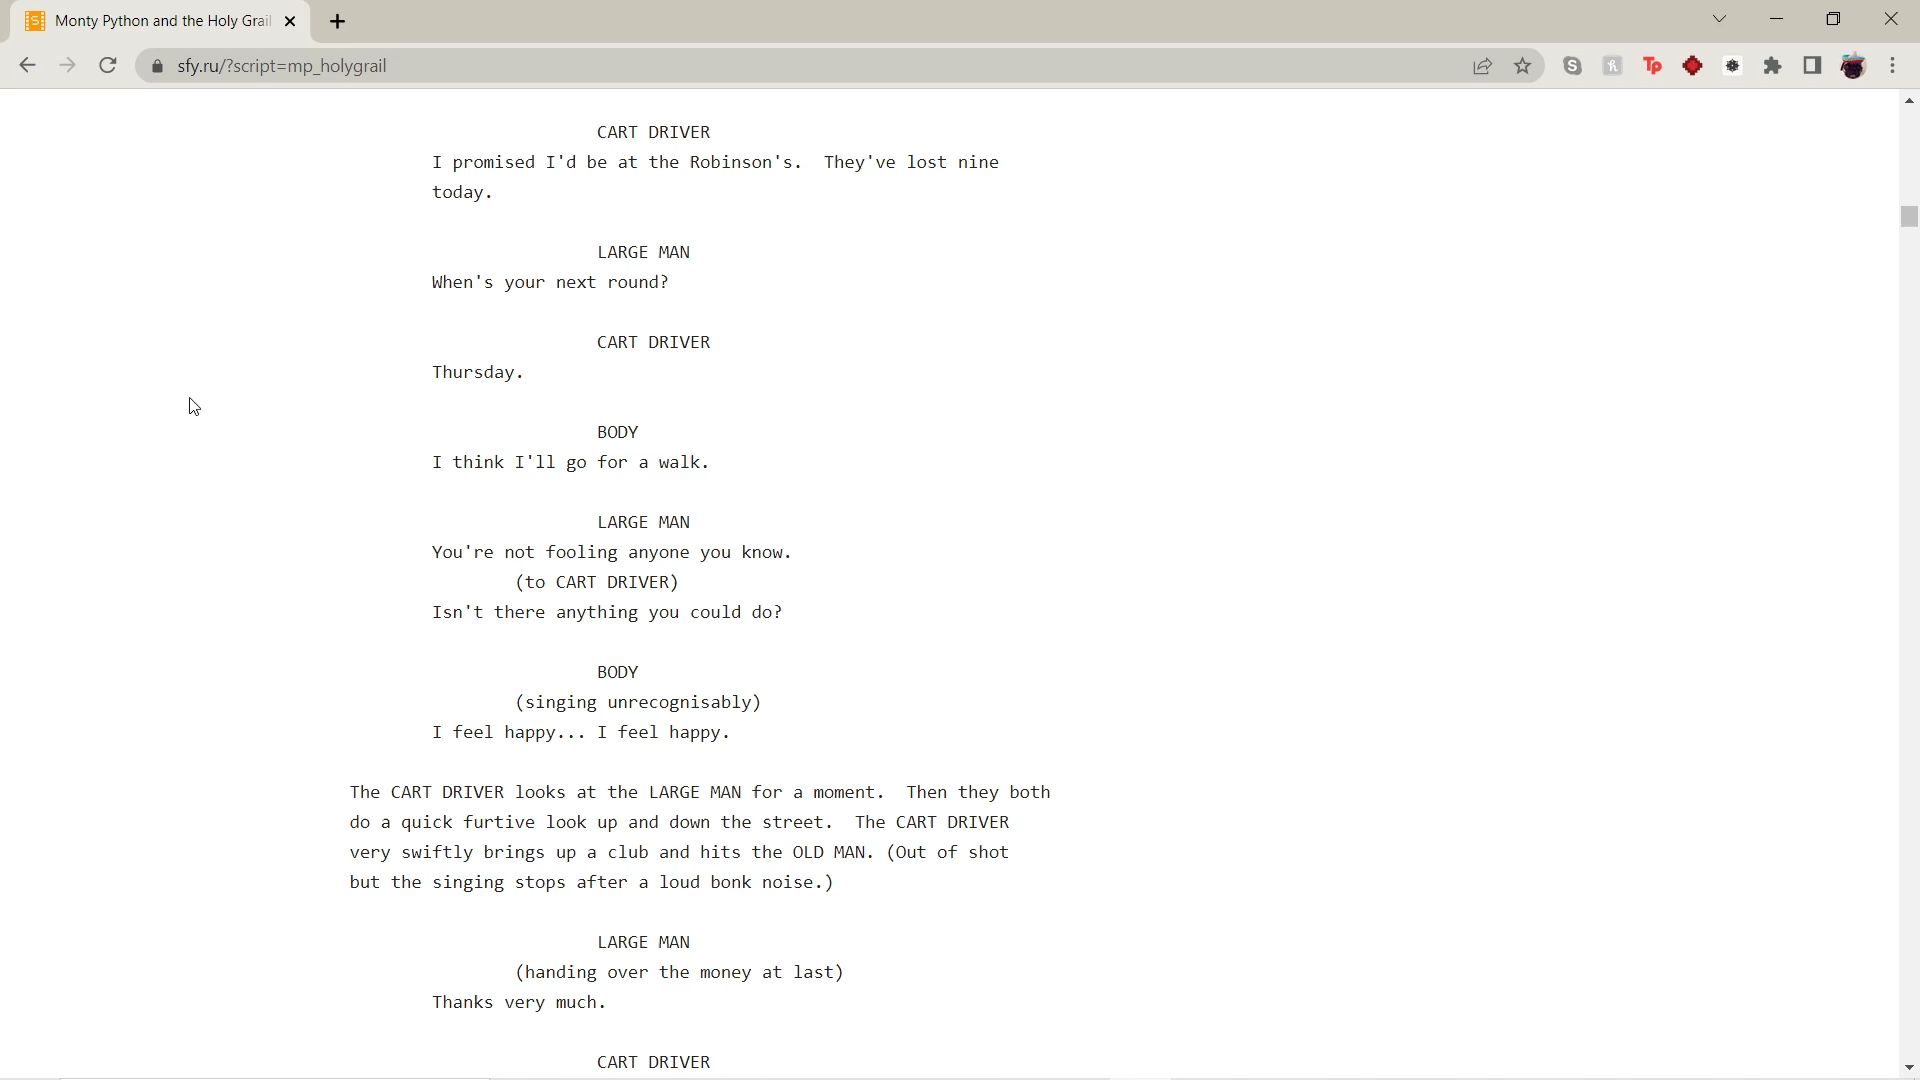 Monty Python and the Holy Grail
sfy.ru/?script=mp_holygrail
CART DRIVER
I promised I'd be at the Robinson's.  They've lost nine
today.
LARGE MAN
When's your next round?
CART DRIVER
Thursday.
BODY
I think I'll go for a walk.
LARGE MAN
You're not fooling anyone you know.
(to CART DRIVER)
Isn't there anything you could do?
BODY
(singing unrecognisably)
I feel happy... I feel happy.
The CART DRIVER looks at the LARGE MAN for a moment.  Then they both
do a quick furtive look up and down the street.  The CART DRIVER
very swiftly brings up a club and hits the OLD MAN. (Out of shot
but the singing stops after a loud bonk noise.)
LARGE MAN
(handing over the money at last)
Thanks very much.
CART DRIVER